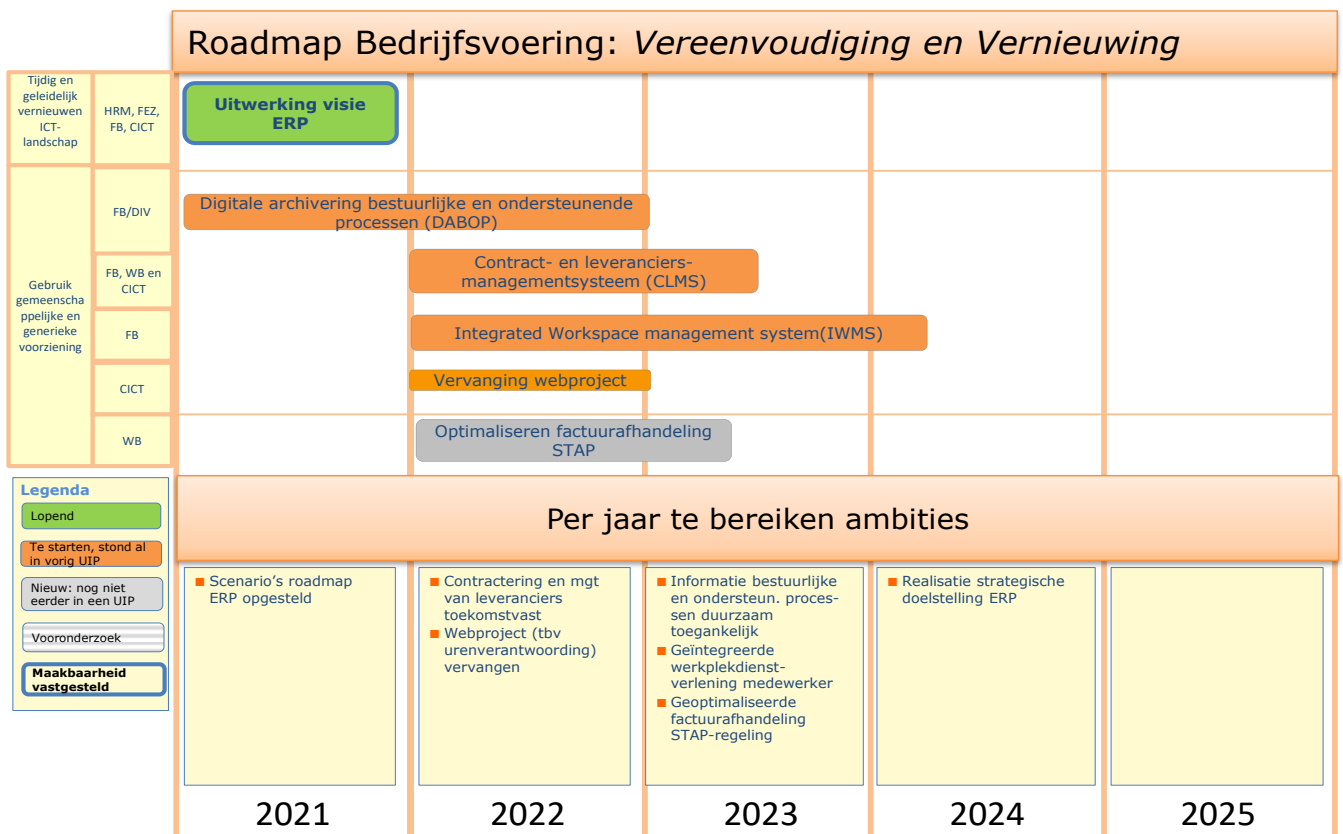 Roadmap Bedrijfsvoering: Vereenvoudiging en Vernieuwing
Tijdig en
geleidelijk
vernieuwen
ICT-
landschap
HRM, FEZ,
FB, CICT
Uitwerking visie
ERP
Gebruik
gemeenscha
ppelijke en
generieke
voorziening
FB/DIV
Digitale archivering bestuurlijke en ondersteunende
processen (DABOP)
FB, WB en
CICT
Contract- en leveranciers-
managementsysteem (CLMS)
FB
Integrated Workspace management system(IWMS)
CICT
Vervanging webproject
WB
Optimaliseren factuurafhandeling
STAP
Legenda
Lopend
Te starten, stond al
in vorig UIP
Nieuw: nog niet
eerder in een UIP
Vooronderzoek
Maakbaarheid
vastgesteld
Per jaar te bereiken ambities
Scenario's roadmap
ERP opgesteld
Contractering en mgt
van leveranciers
toekomstvast
Webproject (tbv
urenverantwoording)
vervangen
Informatie bestuurlijke
en ondersteun. proces-
sen duurzaam
toegankelijk
Geïntegreerde
werkplekdienst-
verlening medewerker
Geoptimaliseerde
factuurafhandeling
STAP-regeling
Realisatie strategische
doelstelling ERP
2021
2022
2023
2024
2025